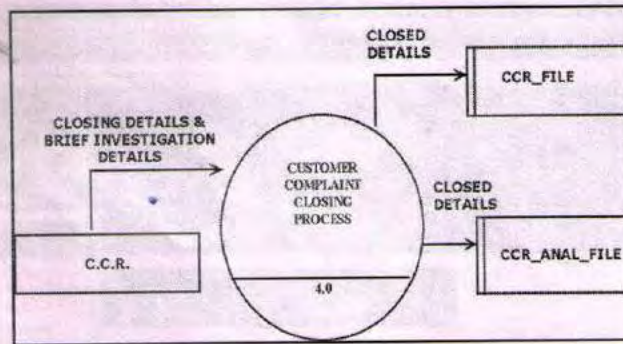 CLOSED
DETAILS
CCR_FILE
CLOSING DETAILS &
BRIEF INVESTIGATION
DETAILS
CUSTOMER
COMPLAINT
CLOSING
PROCESS
CLOSED
DETAILS
C.C.R.
CCR_ANAL_FILE
4.0